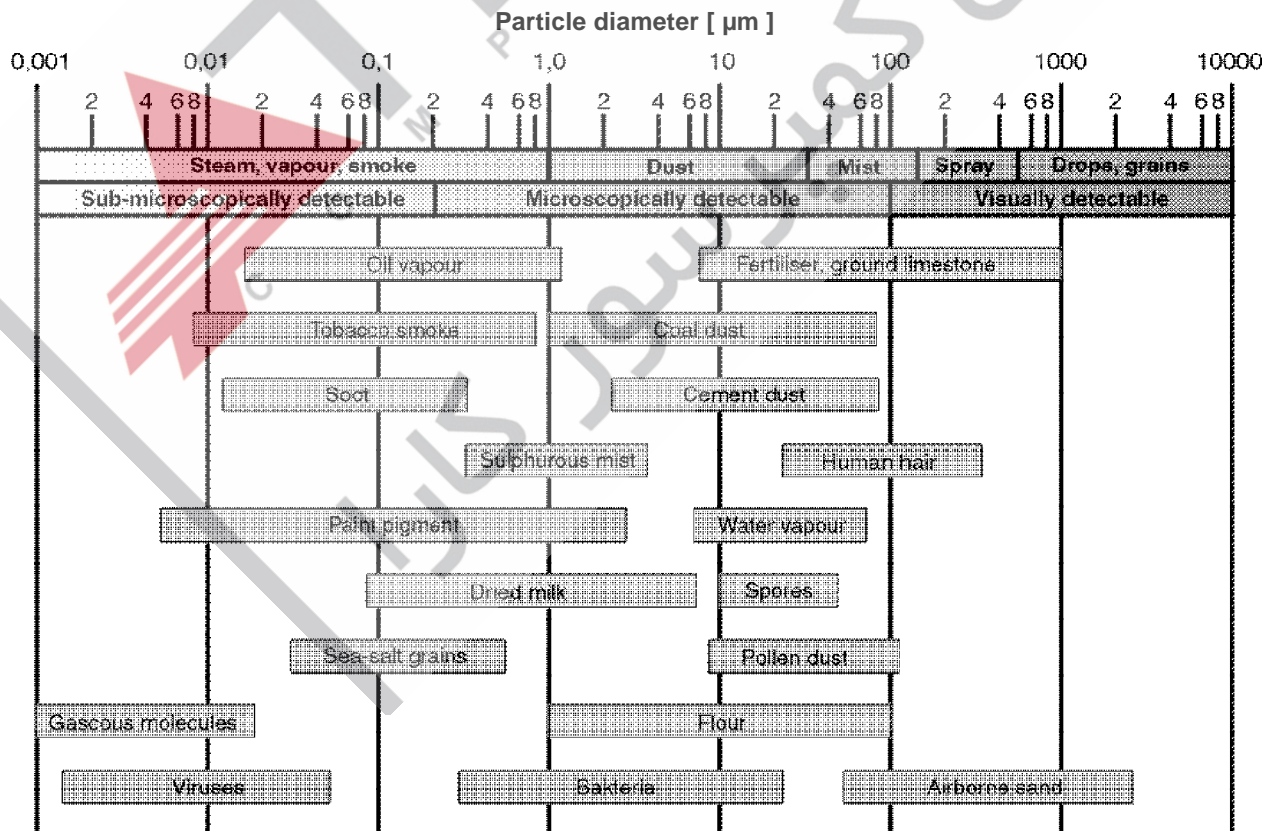 Particle diameter [ µm ]
0,001 0,01 0,1 1,0 10 100 1000 10000
2 4 6 8 2 4 6 8 2 4 6 8 2 4 6 8 2 4 6 8 2 4 6 8 2 4 6 8
Steam, vapour, smoke Dust Mist Spray Drops, grains
Sub-microscopically detectable Microscopically detectable Visually detectable
Oil vapour Fertiliser, ground limestone
Tobacco smoke Coal dust
Soot Cement dust
Sulphurous mist Human hair
Paint pigment Water vapour
Dried milk Spores
Sea-salt grains Pollen dust
Gascous molecules Flour
Viruses Bakteria Airborne sand